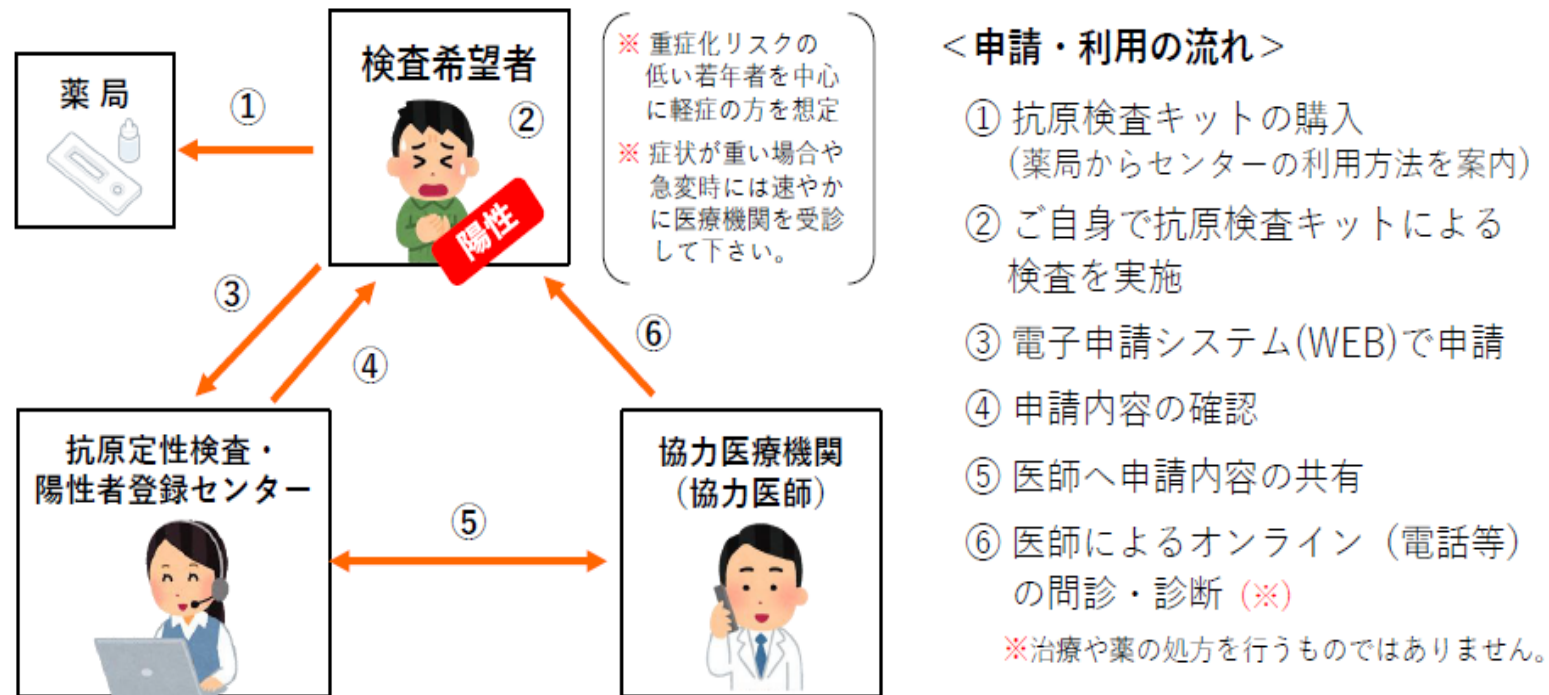 薬局
①
検査希望者
②
陽性
※ 重症化リスクの
低い若年者を中心
に軽症の方を想定
※ 症状が重い場合や
急変時には速やか
に医療機関を受診
して下さい。
③
④
⑥
抗原定性検査・
陽性者登録センター
⑤
協力医療機関
（協力医師）
＜申請・利用の流れ＞
① 抗原検査キットの購入
（薬局からセンターの利用方法を案内）
② ご自身で抗原検査キットによる
検査を実施
③ 電子申請システム(WEB)で申請
④ 申請内容の確認
⑤ 医師へ申請内容の共有
⑥ 医師によるオンライン（電話等）
の問診・診断（※）
※治療や薬の処方を行うものではありません。